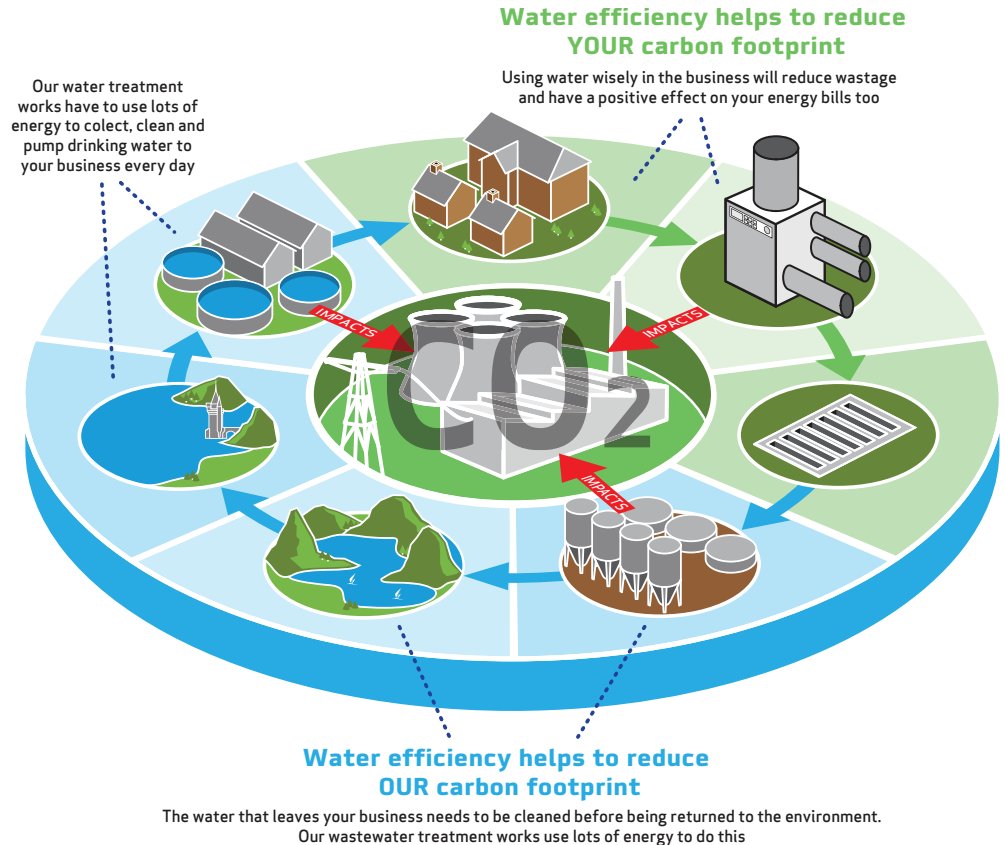 Water efficiency helps to reduce
YOUR carbon footprint
Using water wisely in the business will reduce wastage
and have a positive effect on your energy bills too
Our water treatment
works have to use lots of
energy to colect, clean and
pump drinking water to
your business every day
IMPACTS
IMPACTS
CO2
IMPACTS
Water efficiency helps to reduce
OUR carbon footprint
The water that leaves your business needs to be cleaned before being returned to the environment.
Our wastewater treatment works use lots of energy to do this